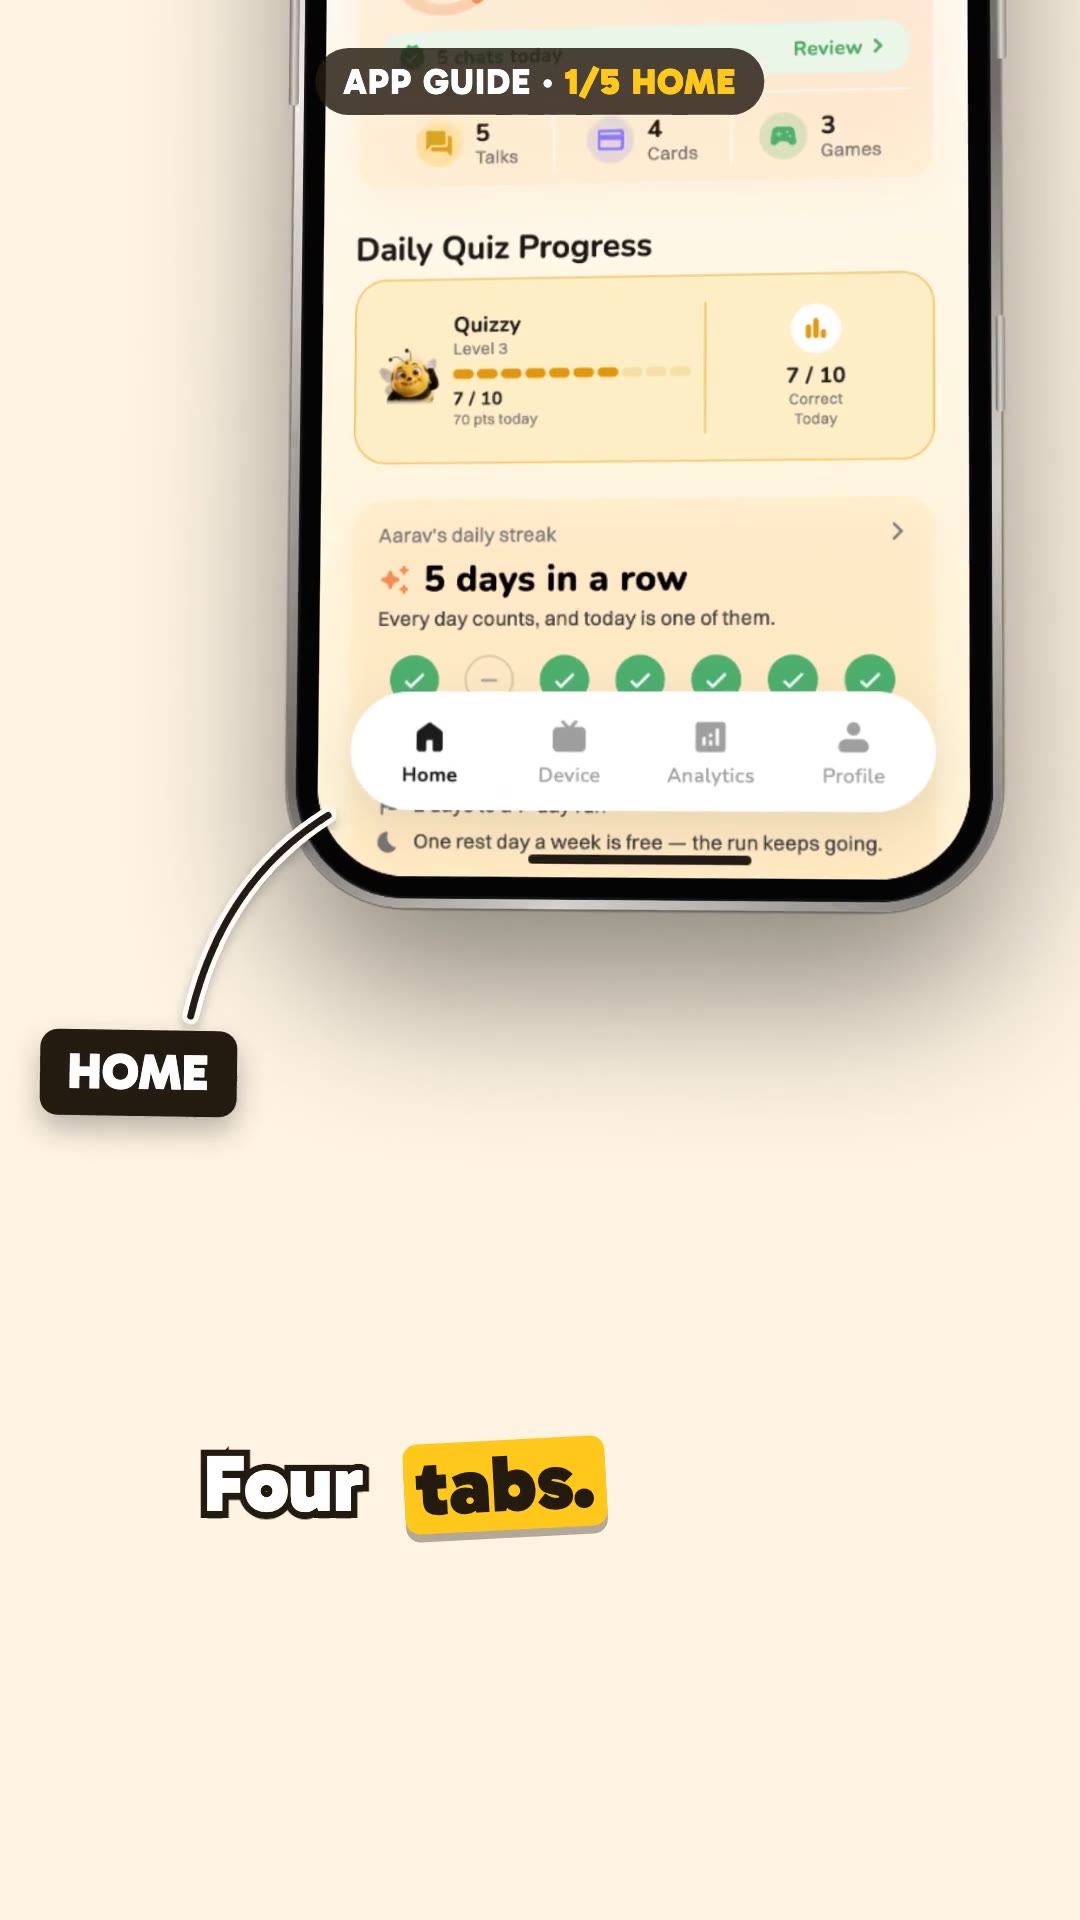 5 chats today
Review
APP GUIDE • 1/5 HOME
5
Talks
4
Cards
3
Games
Daily Quiz Progress
Quizzy
Level 3
7 / 10
70 pts today
7 / 10
Correct
Today
Aarav's daily streak
5 days in a row
Every day counts, and today is one of them.
Home
Device
Analytics
Profile
One rest day a week is free — the run keeps going.
HOME
Four tabs.